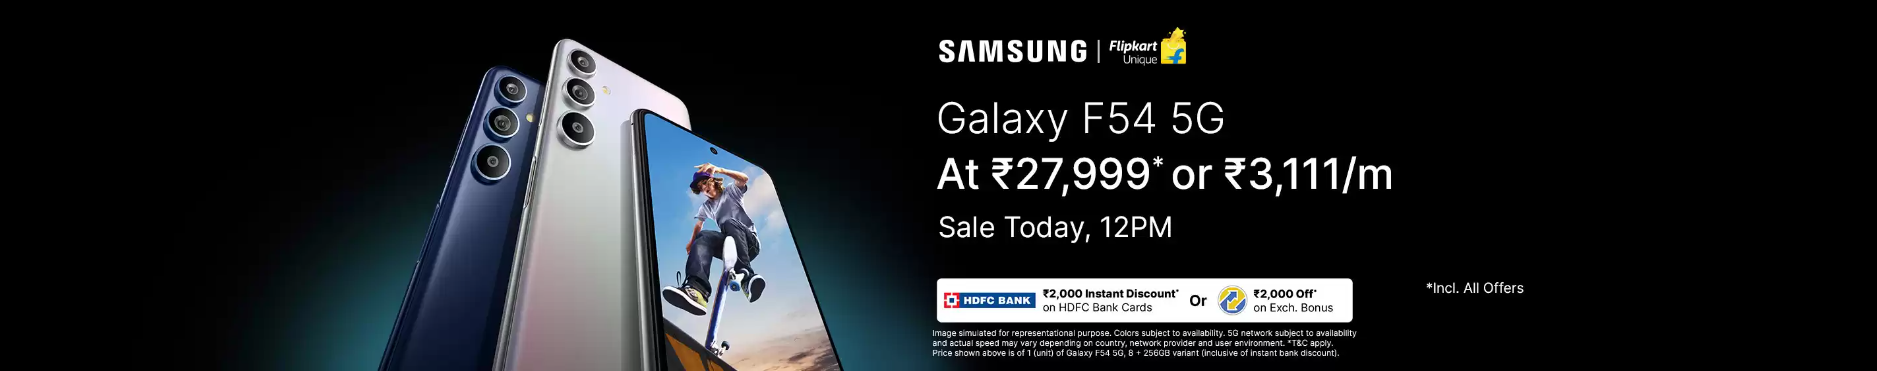 SAMSUNG | Flipkart
Unique
Galaxy F54 5G
At ₹27,999* or ₹3,111/m
Sale Today, 12PM
HDFC BANK ₹2,000 Instant Discount*
on HDFC Bank Cards
Or
₹2,000 Off*
on Exch. Bonus
*Incl. All Offers
Image simulated for representational purpose. Colors subject to availability. 5G network subject to availability
and actual speed may vary depending on country, network provider and user environment. *T&C apply.
Price shown above is of 1 (unit) of Galaxy F54 5G, 8 + 256GB variant (inclusive of instant bank discount).